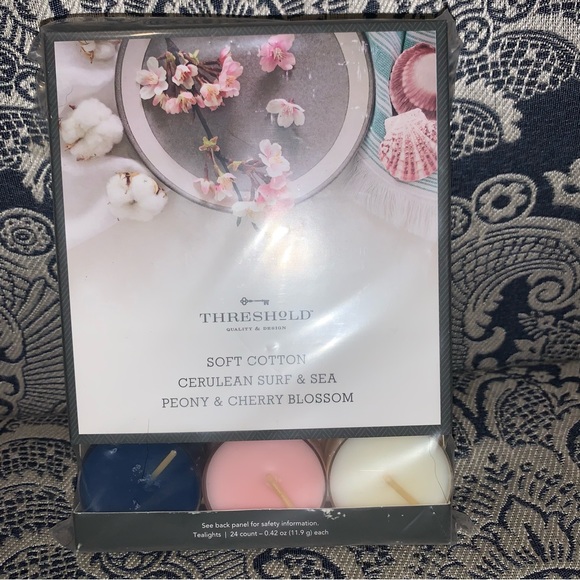 THRESHOLD
QUALITY & DESIGN
SOFT COTTON
CERULEAN SURF & SEA
PEONY & CHERRY BLOSSOM
See back panel for safety information.
Tealights | 24 count – 0.42 oz (11.9 g) each